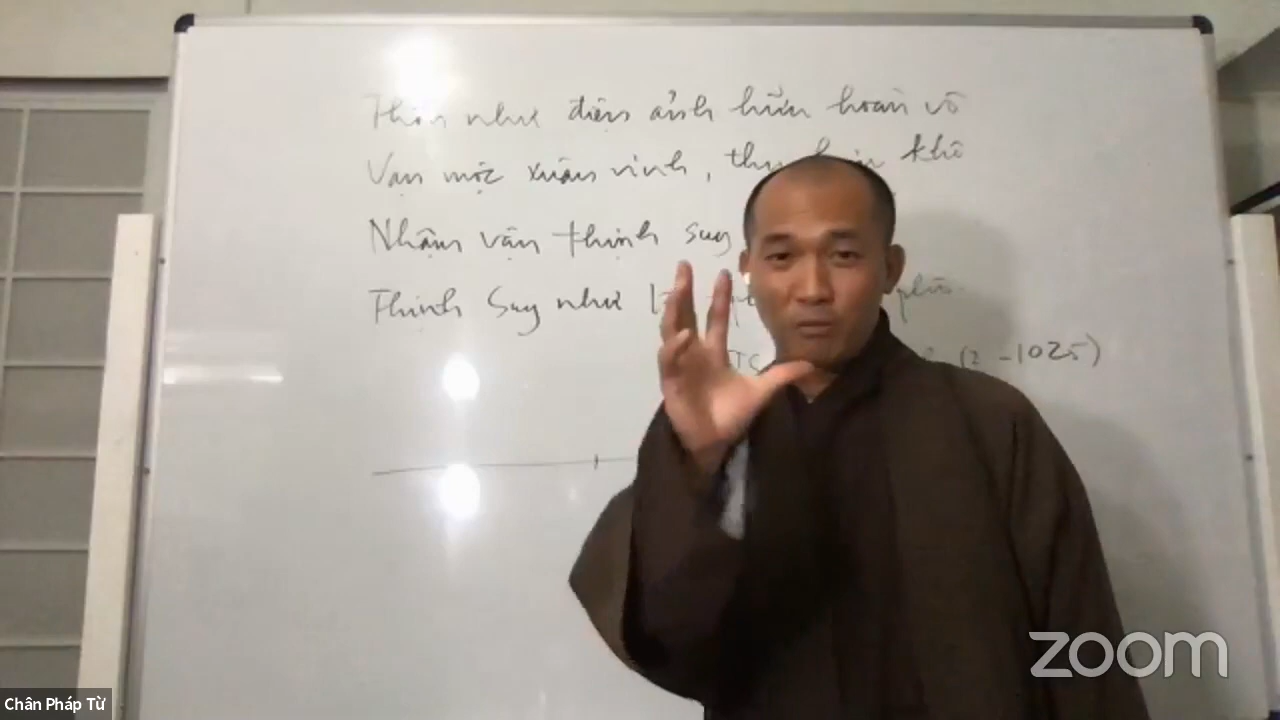 Thân như điện ảnh hữu hoàn vô
Vạn mộc xuân vinh, thu khô
Nhậm vận thịnh suy
Thịnh suy như lộ
(? -1025)
Chân Pháp Từ
zoom